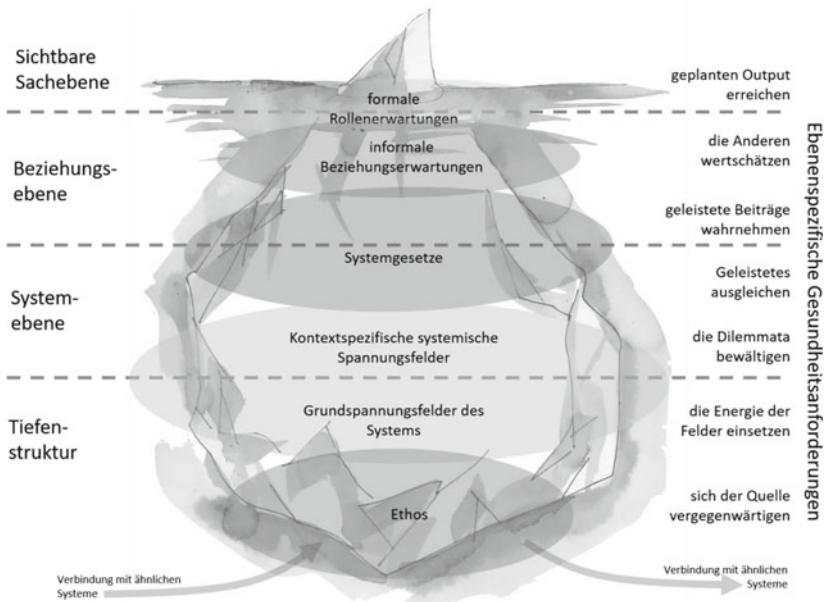 Sichtbare
Sachebene
formale
Rollenerwartungen
geplanten Output
erreichen
Beziehungs-
ebene
informale
Beziehungserwartungen
die Anderen
wertschätzen
geleistete Beiträge
wahrnehmen
System-
ebene
Systemgesetze
Geleistetes
ausgleichen
Kontextspezifische systemische
Spannungsfelder
die Dilemmata
bewältigen
Tiefen-
struktur
Grundspannungsfelder des
Systems
die Energie der
Felder einsetzen
Ethos
sich der Quelle
vergegenwärtigen
Verbindung mit ähnlichen
Systeme
Verbindung mit ähnlichen
Systeme
Ebenenspezifische Gesundheitsanforderungen